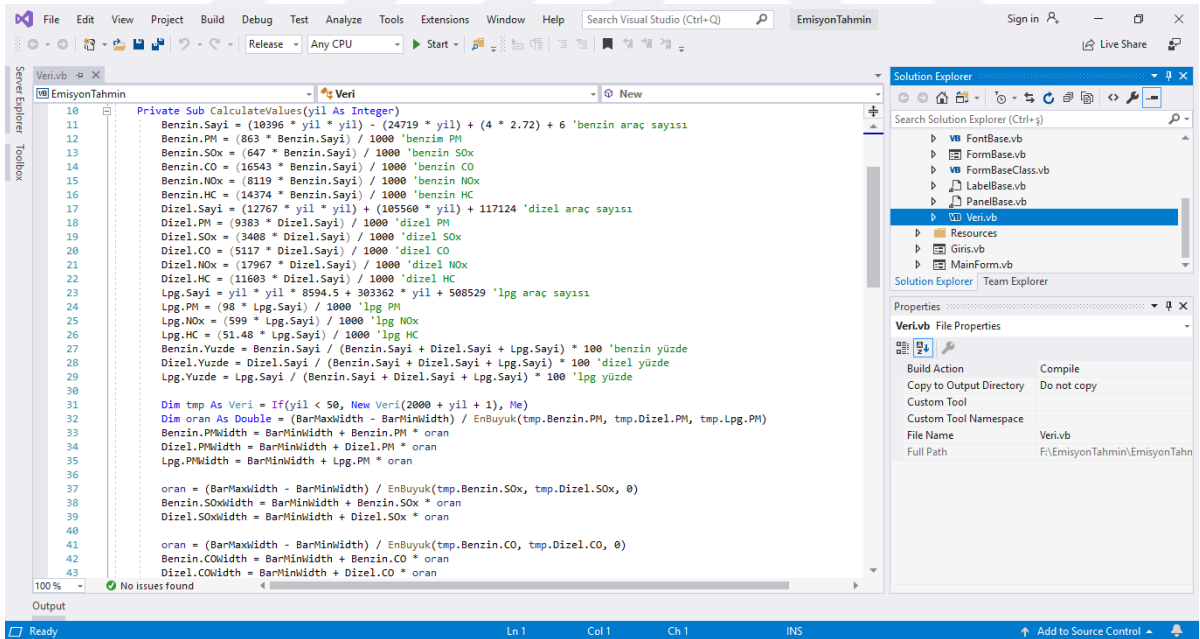 File Edit View Project Build Debug Test Analyze Tools Extensions Window Help Search Visual Studio (Ctrl+Q) EmisyonTahmin Sign in
Release Any CPU Start Live Share
Server Explorer
Toolbox
Veri.vb
EmisyonTahmin Veri New
10 Private Sub CalculateValues(yil As Integer)
11 Benzin.Sayi = (10396 * yil * yil) - (24719 * yil) + (4 * 2.72) + 6 'benzin araç sayısı
12 Benzin.PM = (863 * Benzin.Sayi) / 1000 'benzim PM
13 Benzin.SOx = (647 * Benzin.Sayi) / 1000 'benzin SOx
14 Benzin.CO = (16543 * Benzin.Sayi) / 1000 'benzin CO
15 Benzin.NOx = (8119 * Benzin.Sayi) / 1000 'benzin NOx
16 Benzin.HC = (14374 * Benzin.Sayi) / 1000 'benzin HC
17 Dizel.Sayi = (12767 * yil * yil) + (105560 * yil) + 117124 'dizel araç sayısı
18 Dizel.PM = (9383 * Dizel.Sayi) / 1000 'dizel PM
19 Dizel.SOx = (3408 * Dizel.Sayi) / 1000 'dizel SOx
20 Dizel.CO = (5117 * Dizel.Sayi) / 1000 'dizel CO
21 Dizel.NOx = (17967 * Dizel.Sayi) / 1000 'dizel NOx
22 Dizel.HC = (11603 * Dizel.Sayi) / 1000 'dizel HC
23 Lpg.Sayi = yil * yil * 8594.5 + 303362 * yil + 508529 'lpg araç sayısı
24 Lpg.PM = (98 * Lpg.Sayi) / 1000 'lpg PM
25 Lpg.NOx = (599 * Lpg.Sayi) / 1000 'lpg NOx
26 Lpg.HC = (51.48 * Lpg.Sayi) / 1000 'lpg HC
27 Benzin.Yuzde = Benzin.Sayi / (Benzin.Sayi + Dizel.Sayi + Lpg.Sayi) * 100 'benzin yüzde
28 Dizel.Yuzde = Dizel.Sayi / (Benzin.Sayi + Dizel.Sayi + Lpg.Sayi) * 100 'dizel yüzde
29 Lpg.Yuzde = Lpg.Sayi / (Benzin.Sayi + Dizel.Sayi + Lpg.Sayi) * 100 'lpg yüzde
30
31 Dim tmp As Veri = If(yil < 50, New Veri(2000 + yil + 1), Me)
32 Dim oran As Double = (BarMaxWidth - BarMinWidth) / EnBuyuk(tmp.Benzin.PM, tmp.Dizel.PM, tmp.Lpg.PM)
33 Benzin.PMWidth = BarMinWidth + Benzin.PM * oran
34 Dizel.PMWidth = BarMinWidth + Dizel.PM * oran
35 Lpg.PMWidth = BarMinWidth + Lpg.PM * oran
36
37 oran = (BarMaxWidth - BarMinWidth) / EnBuyuk(tmp.Benzin.SOx, tmp.Dizel.SOx, 0)
38 Benzin.SOxWidth = BarMinWidth + Benzin.SOx * oran
39 Dizel.SOxWidth = BarMinWidth + Dizel.SOx * oran
40
41 oran = (BarMaxWidth - BarMinWidth) / EnBuyuk(tmp.Benzin.CO, tmp.Dizel.CO, 0)
42 Benzin.COWidth = BarMinWidth + Benzin.CO * oran
43 Dizel.COWidth = BarMinWidth + Dizel.CO * oran
100 % No issues found
Output
Solution Explorer
Search Solution Explorer (Ctrl+ş)
VB FontBase.vb
FormBase.vb
VB FormBaseClass.vb
LabelBase.vb
PanelBase.vb
Veri.vb
Resources
Giris.vb
MainForm.vb
Solution Explorer Team Explorer
Properties
Veri.vb File Properties
Build Action Compile
Copy to Output Directory Do not copy
Custom Tool
Custom Tool Namespace
File Name Veri.vb
Full Path F:\EmisyonTahmin\EmisyonTahn
Ready Ln 1 Col 1 Ch 1 INS Add to Source Control